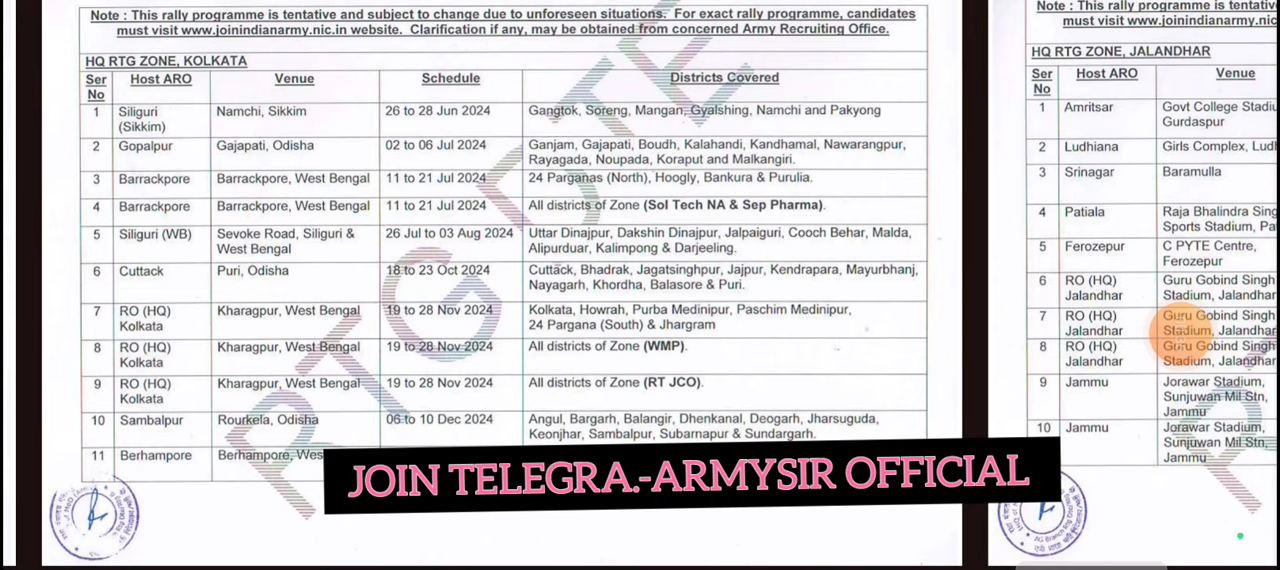 Note : This rally programme is tentative and subject to change due to unforeseen situations. For exact rally programme, candidates
must visit www.joinindianarmy.nic.in website. Clarification if any, may be obtained from concerned Army Recruiting Office.
HQ RTG ZONE, KOLKATA
Ser No Host ARO Venue Schedule Districts Covered
1 Siliguri Namchi, Sikkim 26 to 28 Jun 2024 Gangtok, Soreng, Mangan, Gyalshing, Namchi and Pakyong
(Sikkim)
2 Gopalpur Gajapati, Odisha 02 to 06 Jul 2024 Ganjam, Gajapati, Boudh, Kalahandi, Kandhamal, Nawarangpur,
Rayagada, Noupada, Koraput and Malkangiri.
3 Barrackpore Barrackpore, West Bengal 11 to 21 Jul 2024 24 Parganas (North), Hoogly, Bankura & Purulia.
4 Barrackpore Barrackpore, West Bengal 11 to 21 Jul 2024 All districts of Zone (Sol Tech NA & Sep Pharma).
5 Siliguri (WB) Sevoke Road, Siliguri & 26 Jul to 03 Aug 2024 Uttar Dinajpur, Dakshin Dinajpur, Jalpaiguri, Cooch Behar, Malda,
West Bengal Alipurduar, Kalimpong & Darjeeling.
6 Cuttack Puri, Odisha 18 to 23 Oct 2024 Cuttack, Bhadrak, Jagatsinghpur, Jajpur, Kendrapara, Mayurbhanj,
Nayagarh, Khordha, Balasore & Puri.
7 RO (HQ) Kharagpur, West Bengal 19 to 28 Nov 2024 Kolkata, Howrah, Purba Medinipur, Paschim Medinipur,
Kolkata 24 Pargana (South) & Jhargram
8 RO (HQ) Kharagpur, West Bengal 19 to 28 Nov 2024 All districts of Zone (WMP).
Kolkata
9 RO (HQ) Kharagpur, West Bengal 19 to 28 Nov 2024 All districts of Zone (RT JCO).
Kolkata
10 Sambalpur Rourkela, Odisha 06 to 10 Dec 2024 Angul, Bargarh, Balangir, Dhenkanal, Deogarh, Jharsuguda,
Keonjhar, Sambalpur, Subarnapur & Sundargarh.
11 Berhampore Berhampore, Wes
JOIN TELEGRA.-ARMYSIR OFFICIAL
Note : This rally programme is tentativ
must visit www.joinindianarmy.nic
HQ RTG ZONE, JALANDHAR
Ser No Host ARO Venue
1 Amritsar Govt College Stadiu
Gurdaspur
2 Ludhiana Girls Complex, Ludh
3 Srinagar Baramulla
4 Patiala Raja Bhalindra Sing
Sports Stadium, Pa
5 Ferozepur C PYTE Centre,
Ferozepur
6 RO (HQ) Guru Gobind Singh
Jalandhar Stadium, Jalandhar
7 RO (HQ) Guru Gobind Singh
Jalandhar Stadium, Jalandhar
8 RO (HQ) Guru Gobind Singh
Jalandhar Stadium, Jalandhar
9 Jammu Jorawar Stadium,
Sunjuwan Mil Stn,
Jammu
10 Jammu Jorawar Stadium,
Sunjuwan Mil Stn,
Jammu